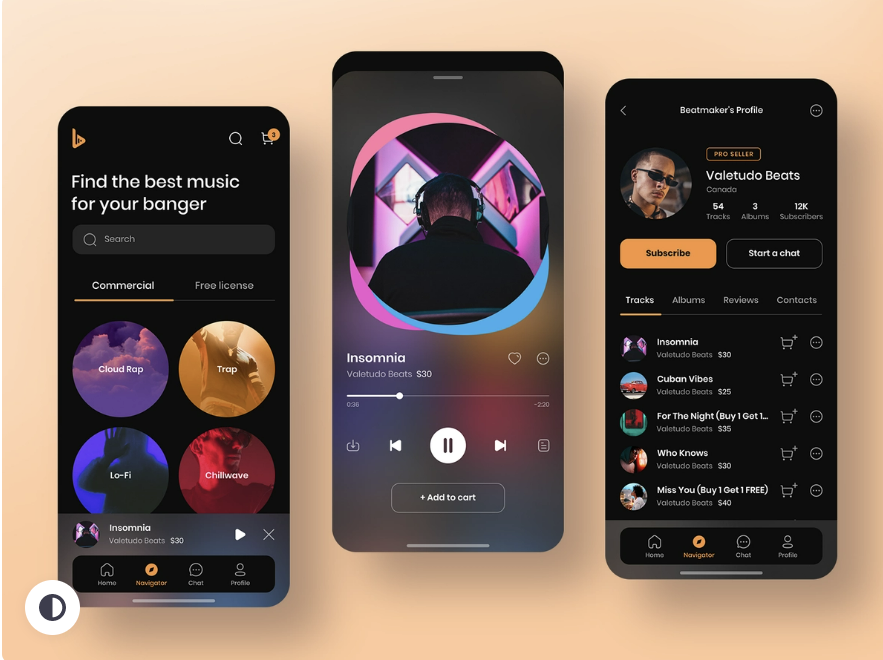 3
Find the best music
for your banger
Search
Commercial Free license
Cloud Rap Trap
Lo-Fi Chillwave
Insomnia
Valetudo Beats $30
Home Navigator Chat Profile
Insomnia
Valetudo Beats $30
0:36 -2:20
+ Add to cart
Beatmaker's Profile
PRO SELLER
Valetudo Beats
Canada
54 3 12K
Tracks Albums Subscribers
Subscribe Start a chat
Tracks Albums Reviews Contacts
Insomnia
Valetudo Beats $30
Cuban Vibes
Valetudo Beats $25
For The Night (Buy 1 Get 1...
Valetudo Beats $35
Who Knows
Valetudo Beats $30
Miss You (Buy 1 Get 1 FREE)
Valetudo Beats $40
Home Navigator Chat Profile